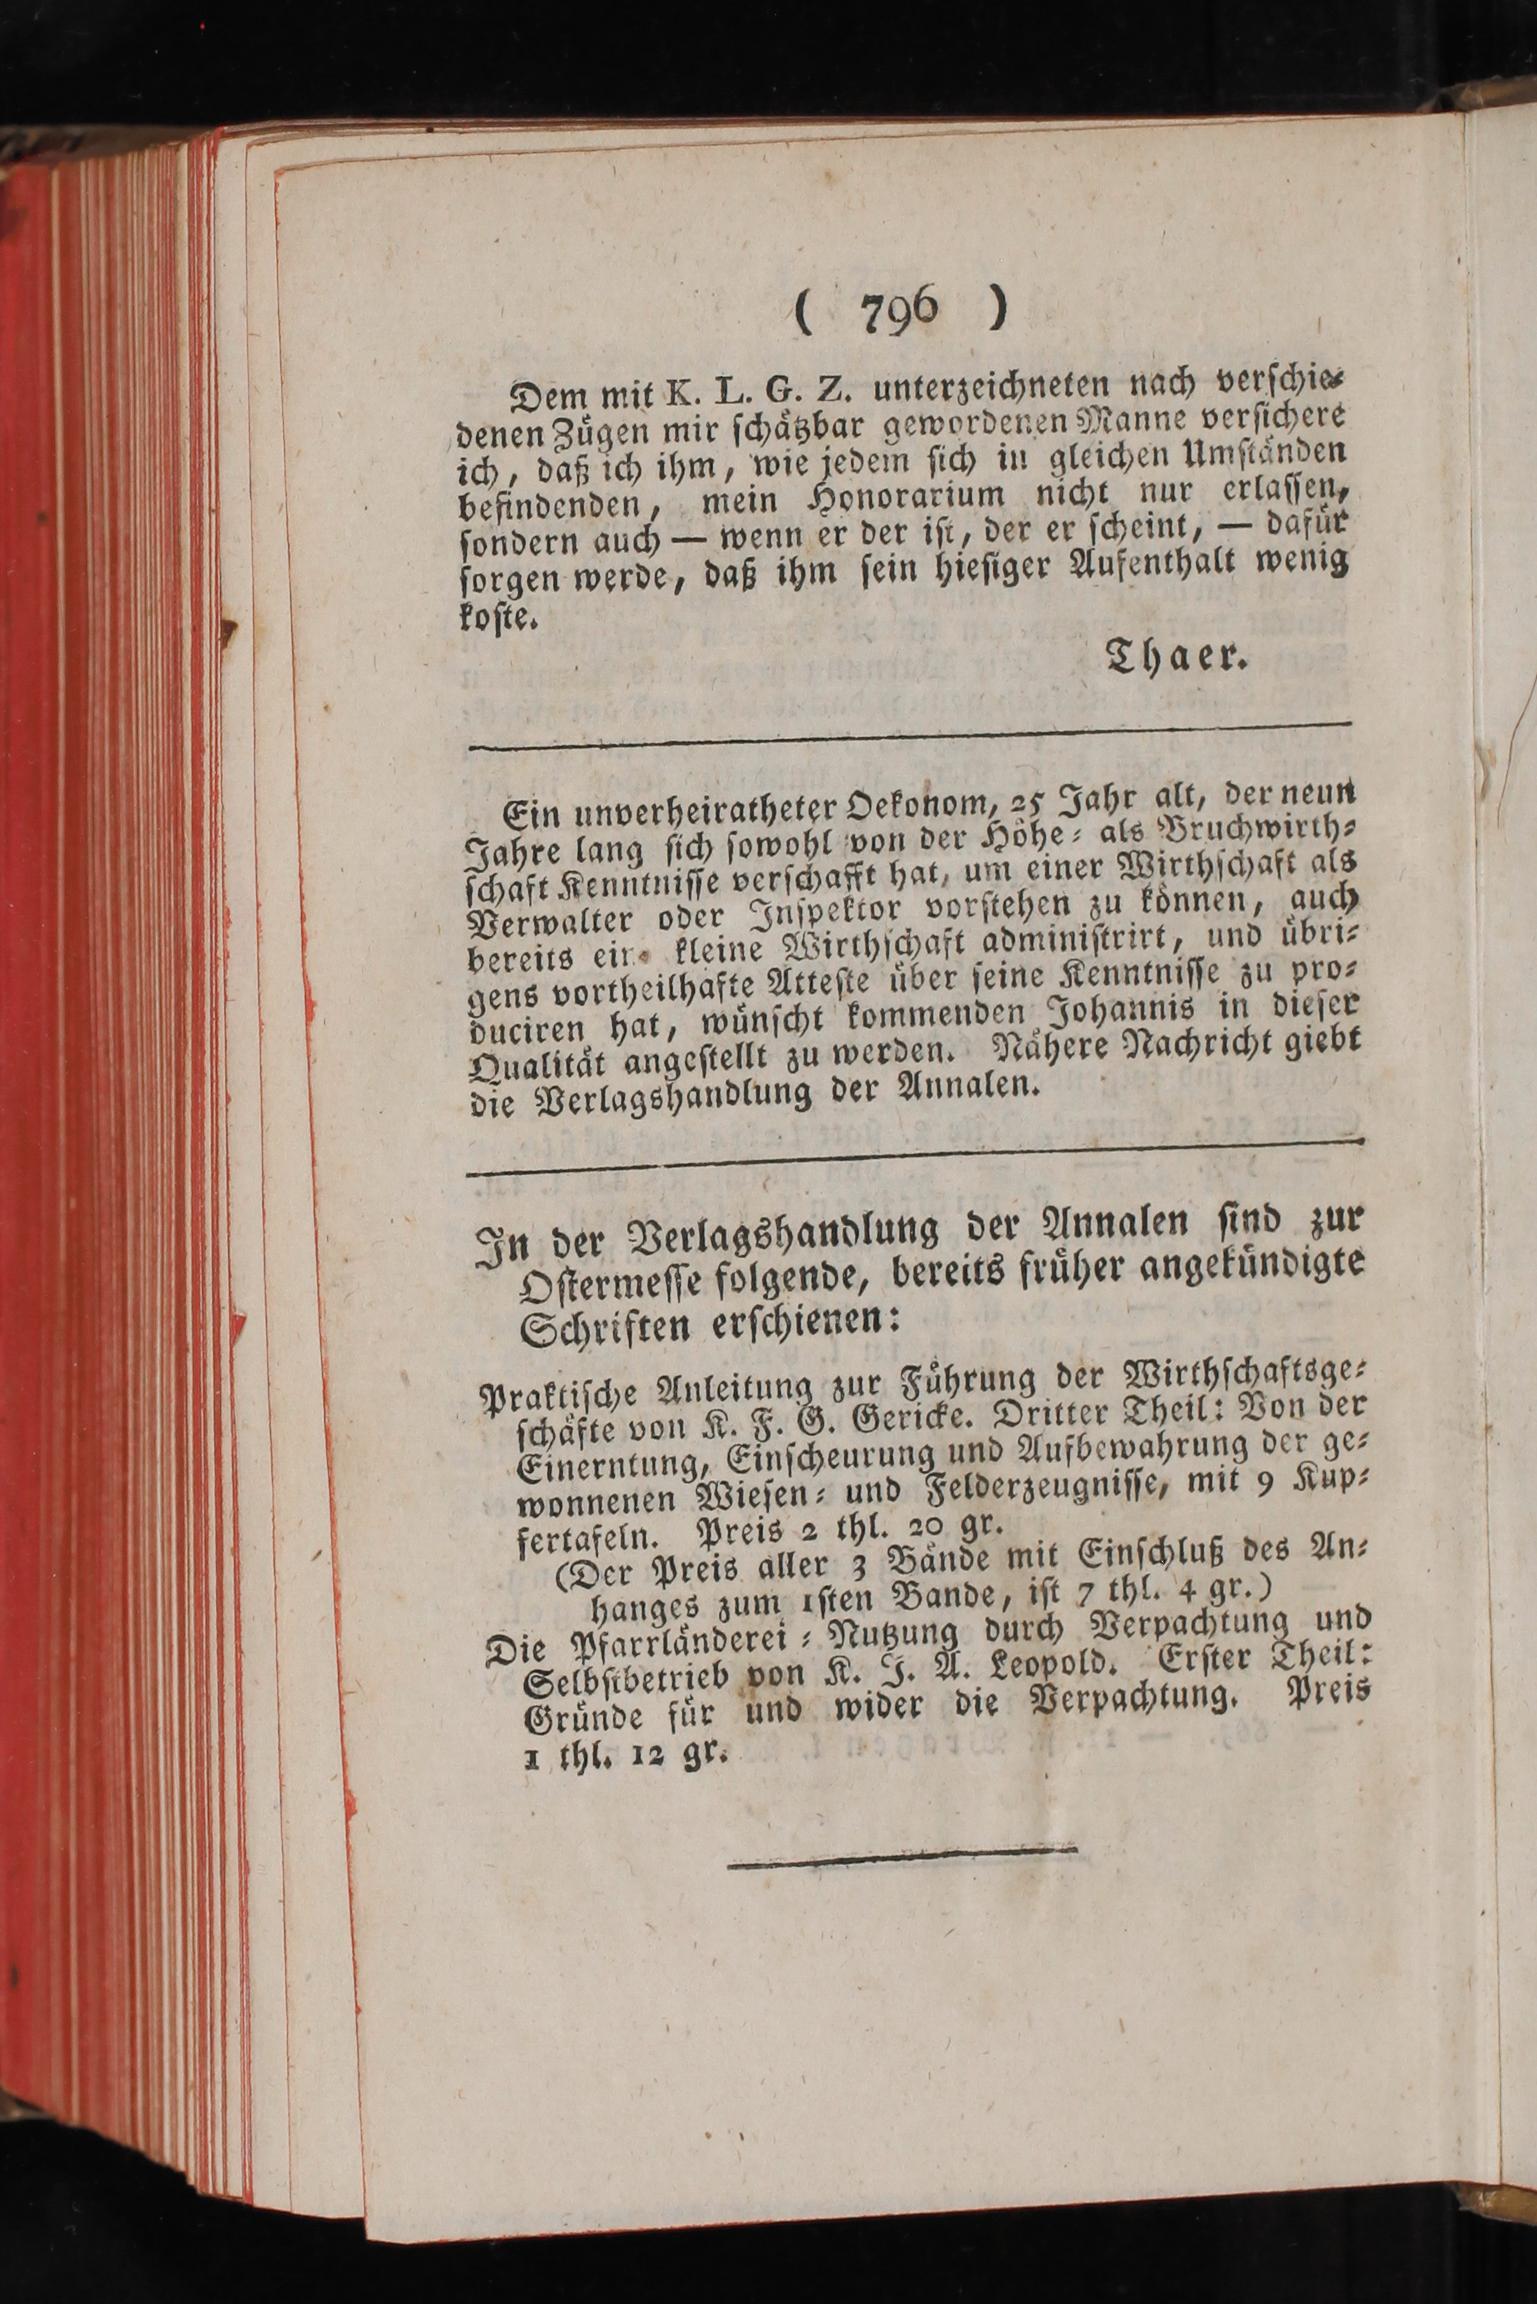 ( 796 )
Dem mit K. L. G. Z. unterzeichneten nach verschie-
denen Zügen mir schätzbar gewordenen Manne versichere
ich, daß ich ihm, wie jedem sich in gleichen Umständen
befindenden, mein Honorarium nicht nur erlassen,
sondern auch — wenn er der ist, der er scheint, — dafür
sorgen werde, daß ihm sein hiesiger Aufenthalt wenig
koste.
Thaer.
Ein unverheiratheter Oekonom, 25 Jahr alt, der neun
Jahre lang sich sowohl von der Höhe- als Bruchwirth-
schaft Kenntnisse verschafft hat, um einer Wirthschaft als
Verwalter oder Inspektor vorstehen zu können, auch
bereits eine kleine Wirthschaft administrirt, und übri-
gens vortheilhafte Atteste über seine Kenntnisse zu pro-
duciren hat, wünscht kommenden Johannis in dieser
Qualität angestellt zu werden. Nähere Nachricht giebt
die Verlagshandlung der Annalen.
In der Verlagshandlung der Annalen sind zur
Ostermesse folgende, bereits früher angekündigte
Schriften erschienen:
Praktische Anleitung zur Führung der Wirthschaftsge-
schäfte von K. F. G. Gericke. Dritter Theil: Von der
Einerntung, Einscheurung und Aufbewahrung der ge-
wonnenen Wiesen- und Felderzeugnisse, mit 9 Kup-
fertafeln. Preis 2 thl. 20 gr.
(Der Preis aller 3 Bände mit Einschluß des An-
hanges zum 1sten Bande, ist 7 thl. 4 gr.)
Die Pfarrländerei-Nutzung durch Verpachtung und
Selbstbetrieb von K. J. A. Leopold. Erster Theil:
Gründe für und wider die Verpachtung. Preis
1 thl. 12 gr.